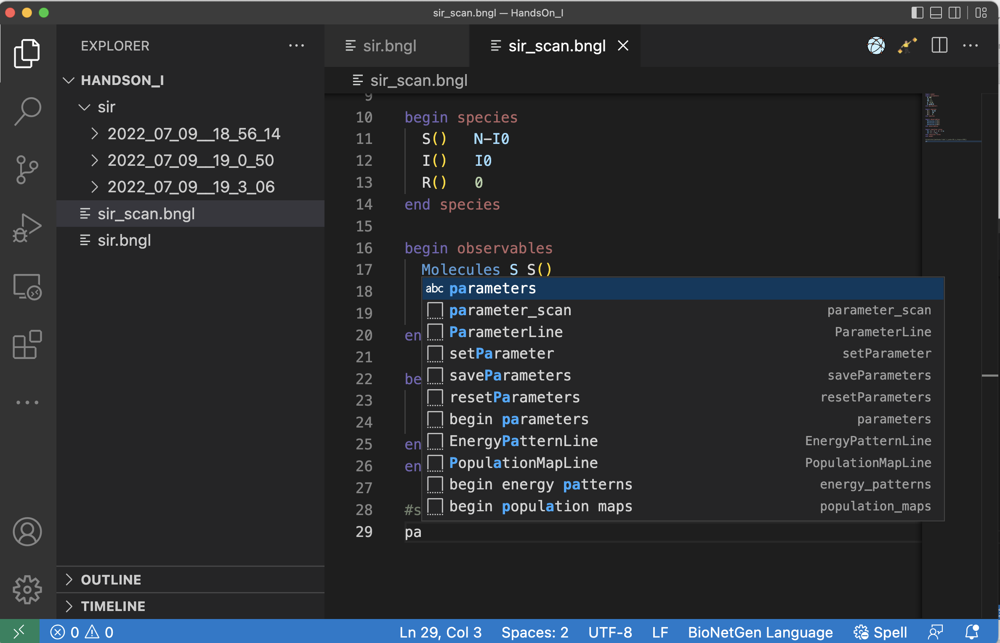 sir_scan.bngl — HandsOn_I
EXPLORER
HANDSON_I
sir
2022_07_09__18_56_14
2022_07_09__19_0_50
2022_07_09__19_3_06
sir_scan.bngl
sir.bngl
OUTLINE
TIMELINE
sir.bngl
sir_scan.bngl
sir_scan.bngl
9
10 begin species
11 S() N-I0
12 I() I0
13 R() 0
14 end species
15
16 begin observables
17 Molecules S S()
18
19
20 en
21
22 be
23
24
25 en
26 en
27
28 #s
29 pa
abc parameters
parameter_scan parameter_scan
ParameterLine ParameterLine
setParameter setParameter
saveParameters saveParameters
resetParameters resetParameters
begin parameters parameters
EnergyPatternLine EnergyPatternLine
PopulationMapLine PopulationMapLine
begin energy patterns energy_patterns
begin population maps population_maps
0 0 Ln 29, Col 3 Spaces: 2 UTF-8 LF BioNetGen Language Spell